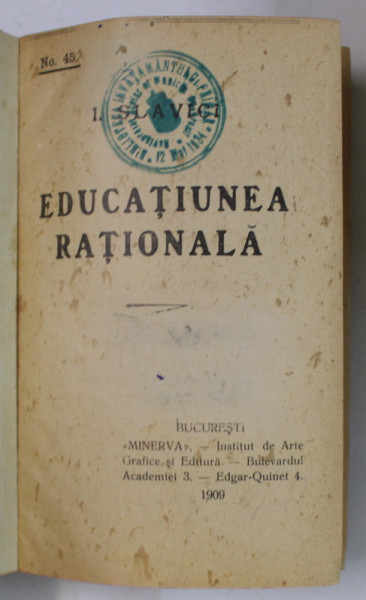 No. 45.
I. SLAVICI
EDUCAȚIUNEA
RAȚIONALĂ
BUCUREȘTI
«MINERVA», — Institut de Arte
Grafice și Editură. — Bulevardul
Academiei 3. — Edgar-Quinet 4.
1909